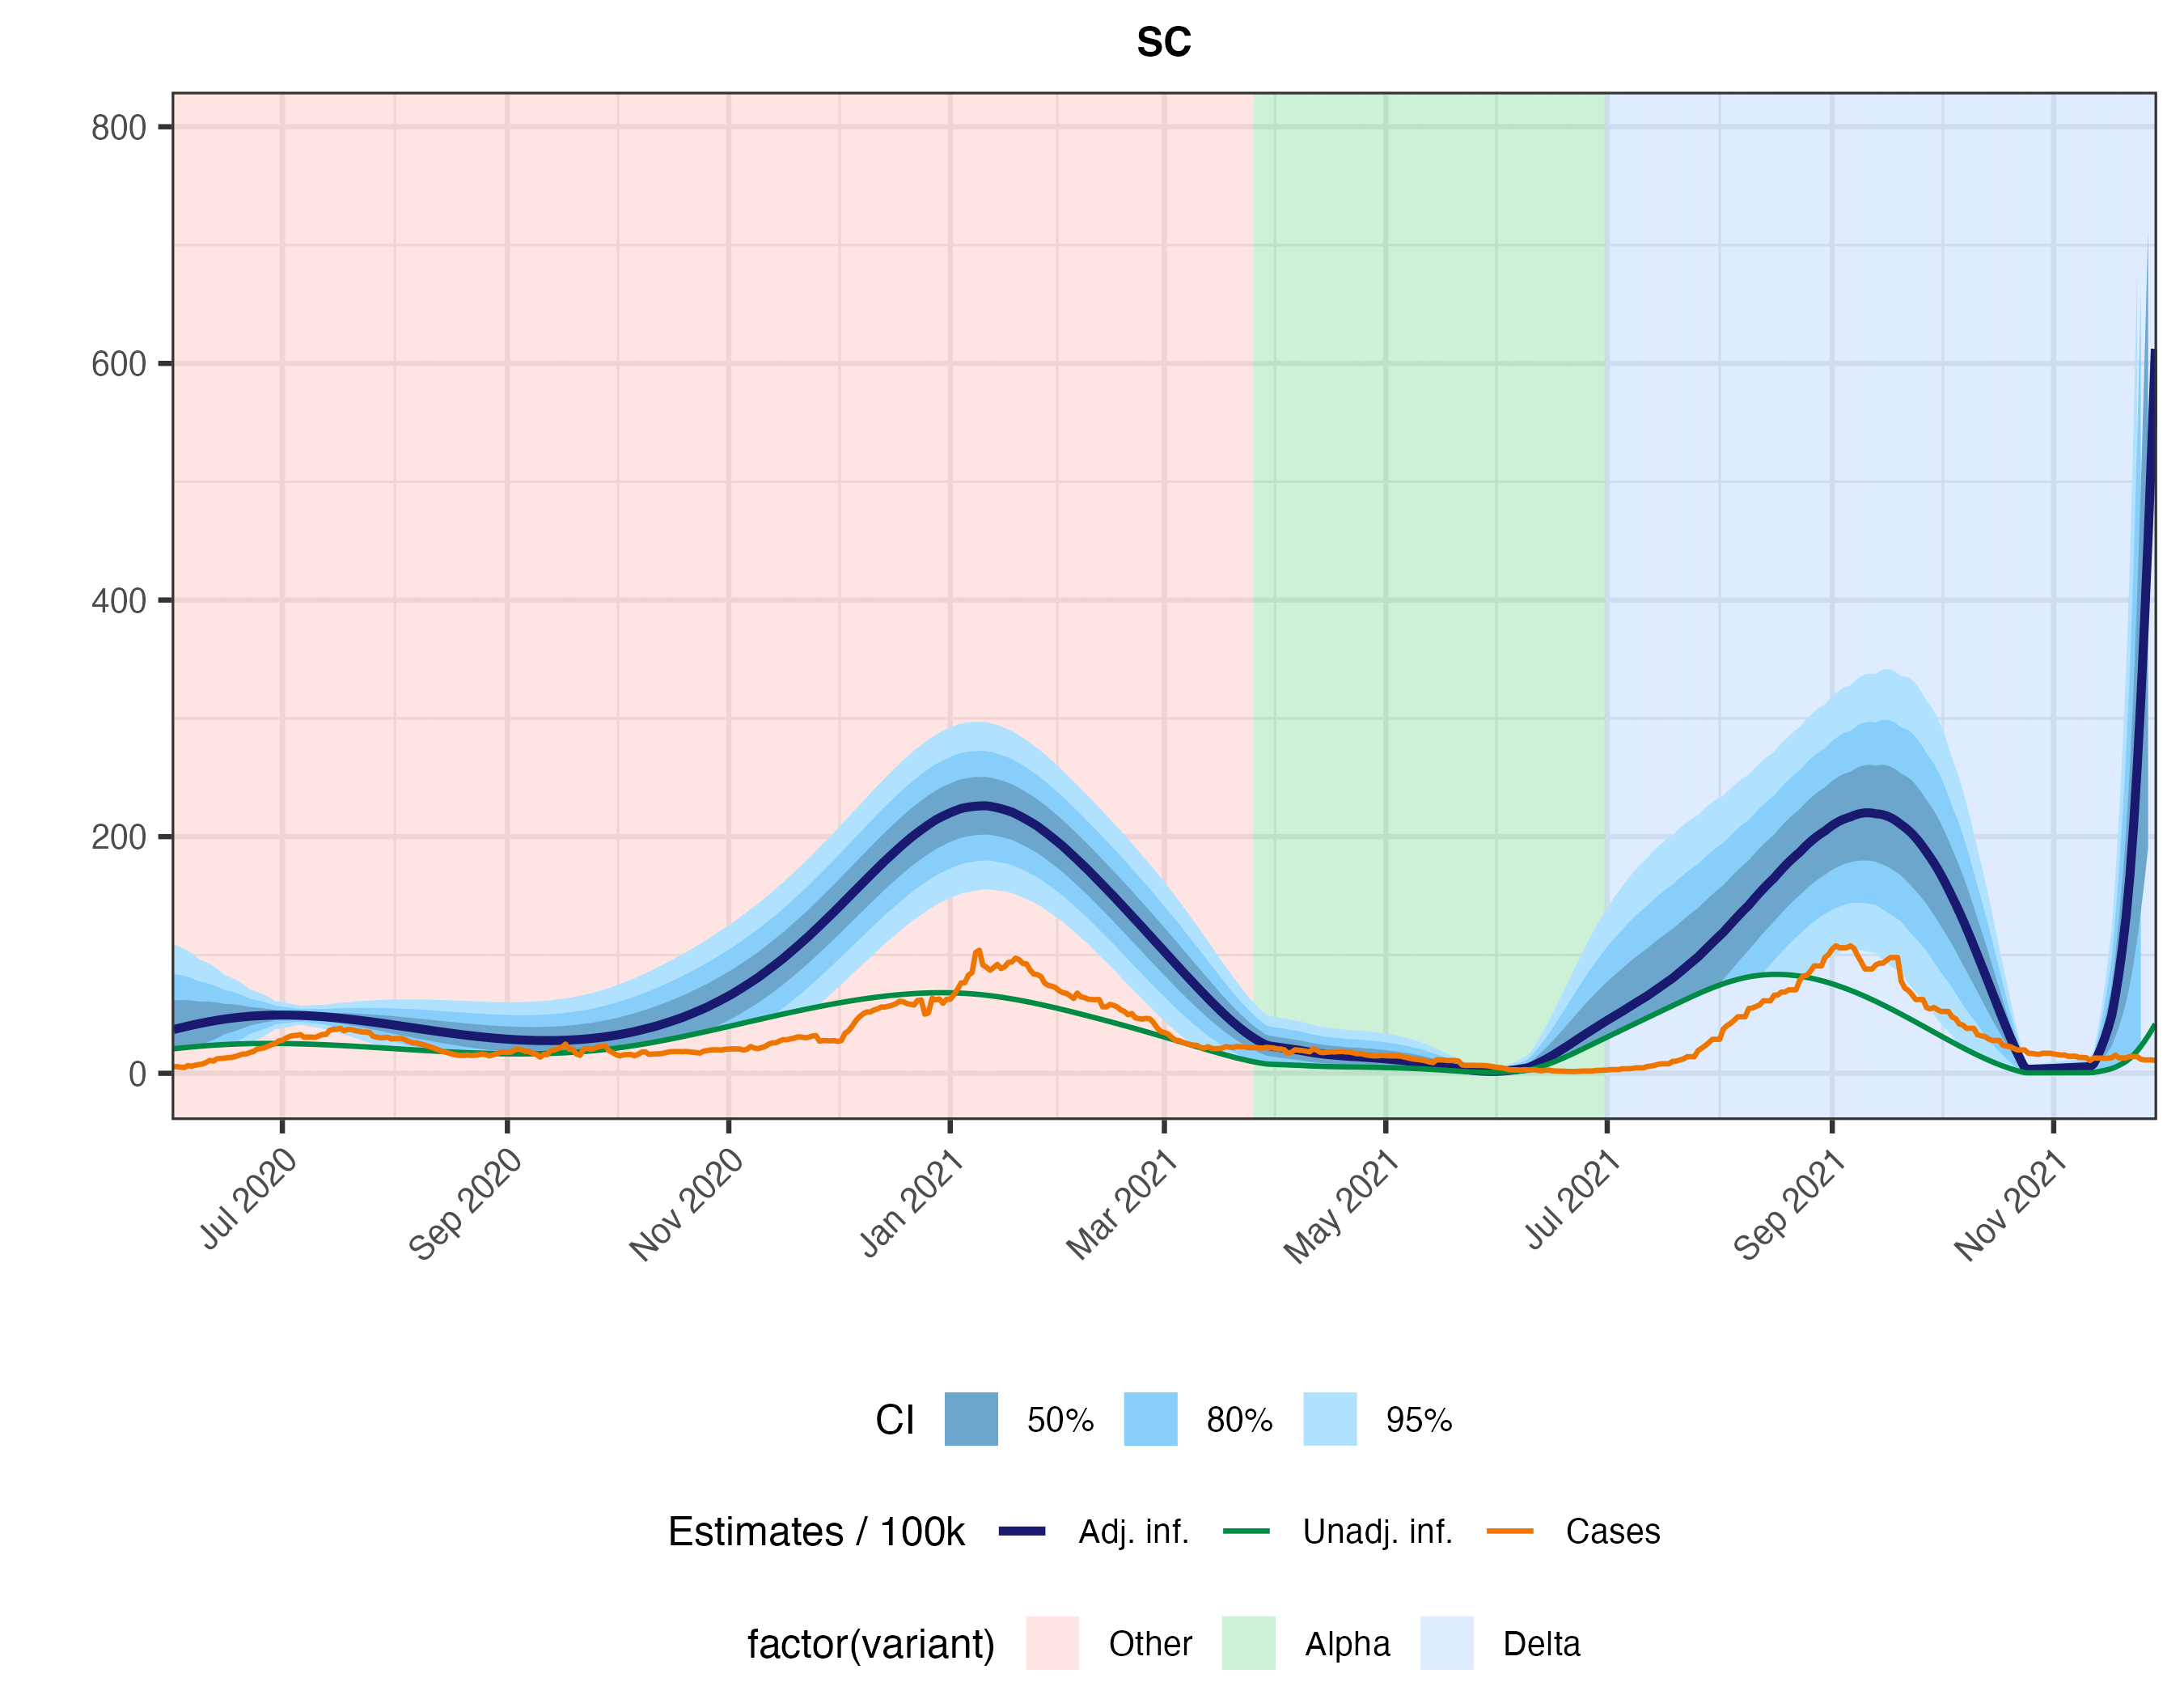 SC
800
600
400
200
0
Jul 2020
Sep 2020
Nov 2020
Jan 2021
Mar 2021
May 2021
Jul 2021
Sep 2021
Nov 2021
CI 50% 80% 95%
Estimates / 100k Adj. inf. Unadj. inf. Cases
factor(variant) Other Alpha Delta